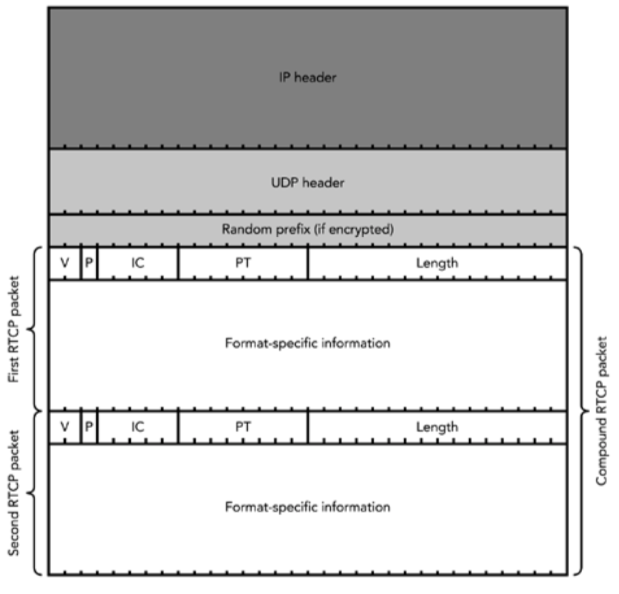 IP header
UDP header
Random prefix (if encrypted)
V P IC PT Length
Format-specific information
First RTCP packet
V P IC PT Length
Format-specific information
Second RTCP packet
Compound RTCP packet